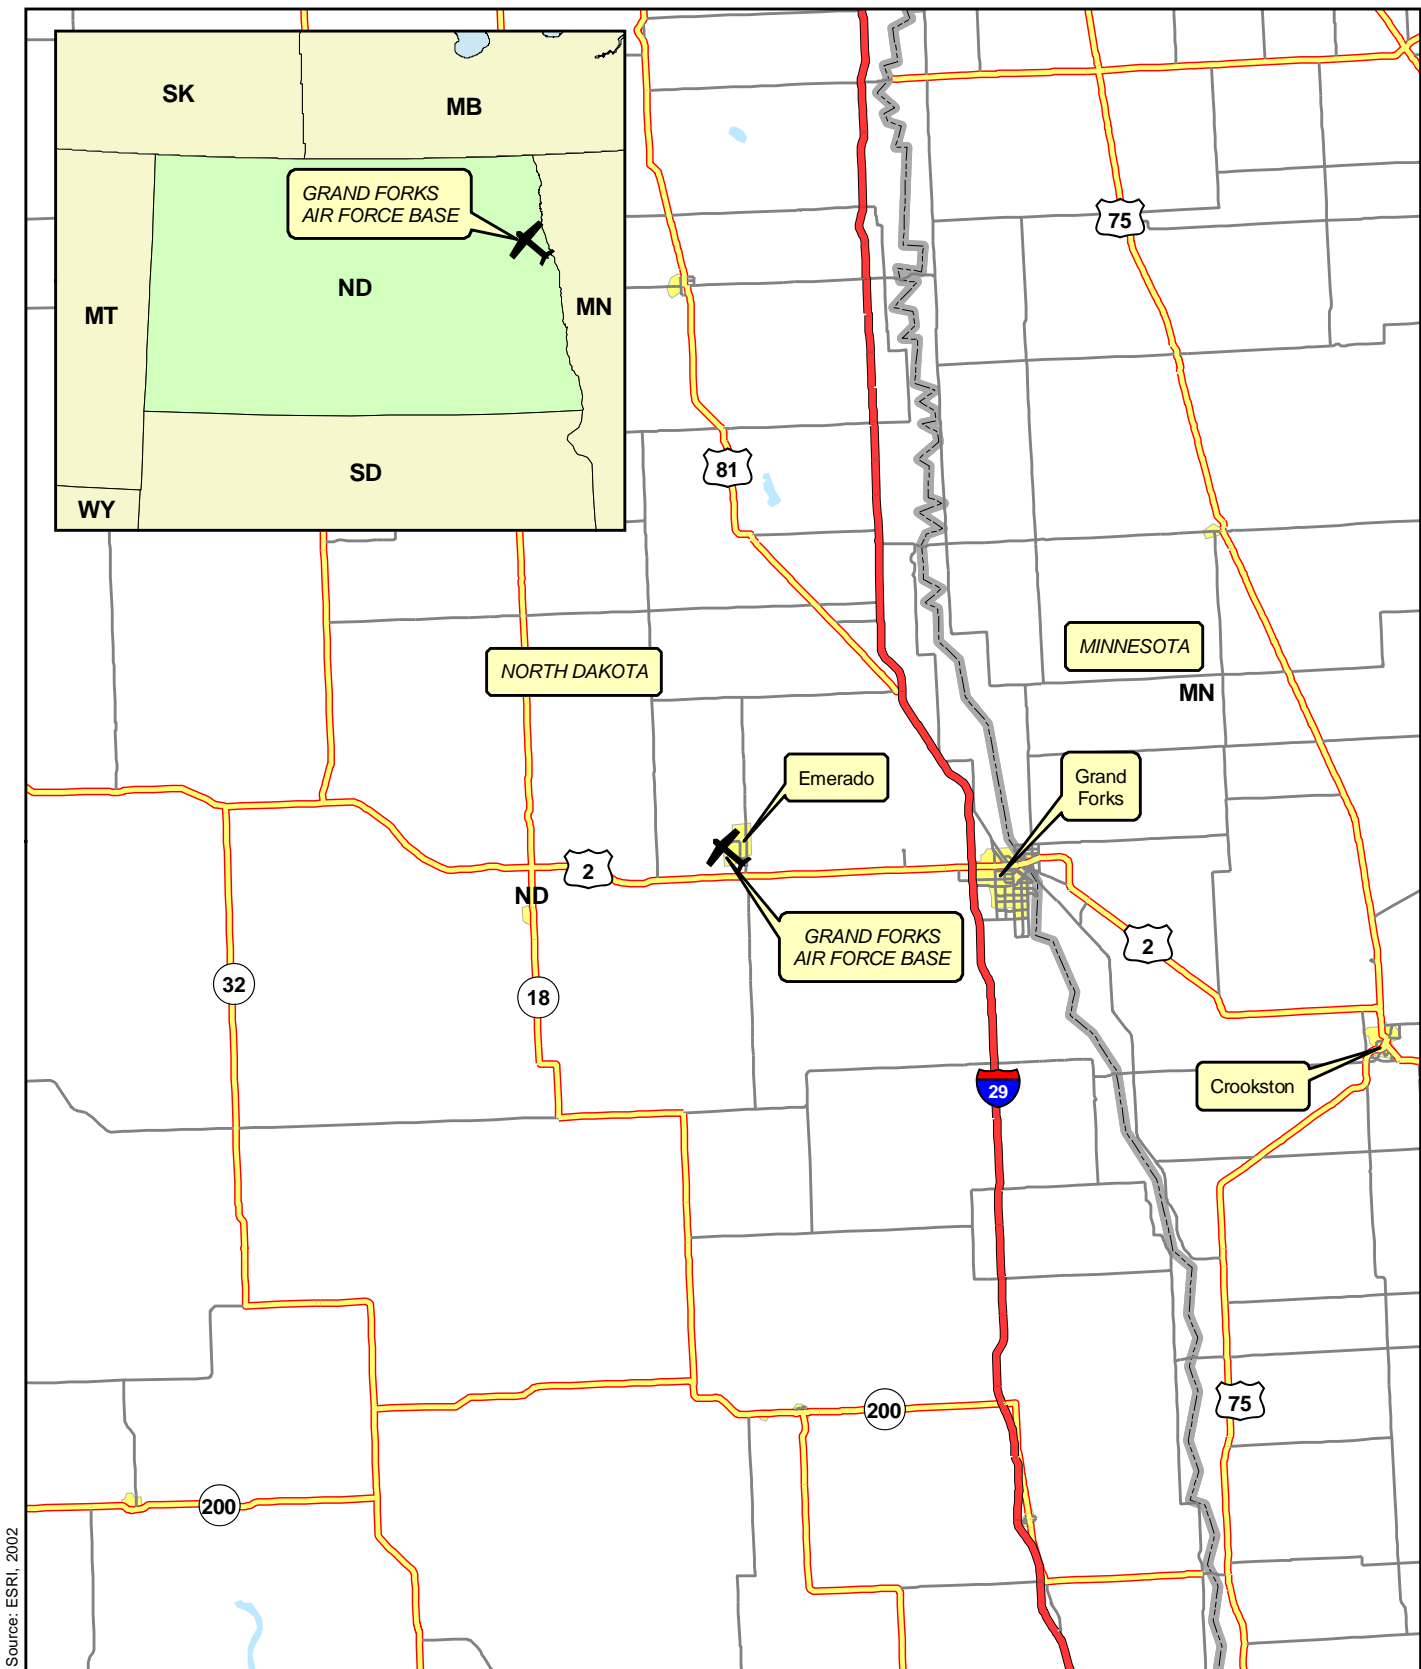 SK
MB
GRAND FORKS
AIR FORCE BASE
ND
MT
MN
SD
WY
75
81
NORTH DAKOTA
MINNESOTA
MN
Emerado
Grand
Forks
2
ND
GRAND FORKS
AIR FORCE BASE
2
32
18
29
Crookston
75
200
200
Source: ESRI, 2002